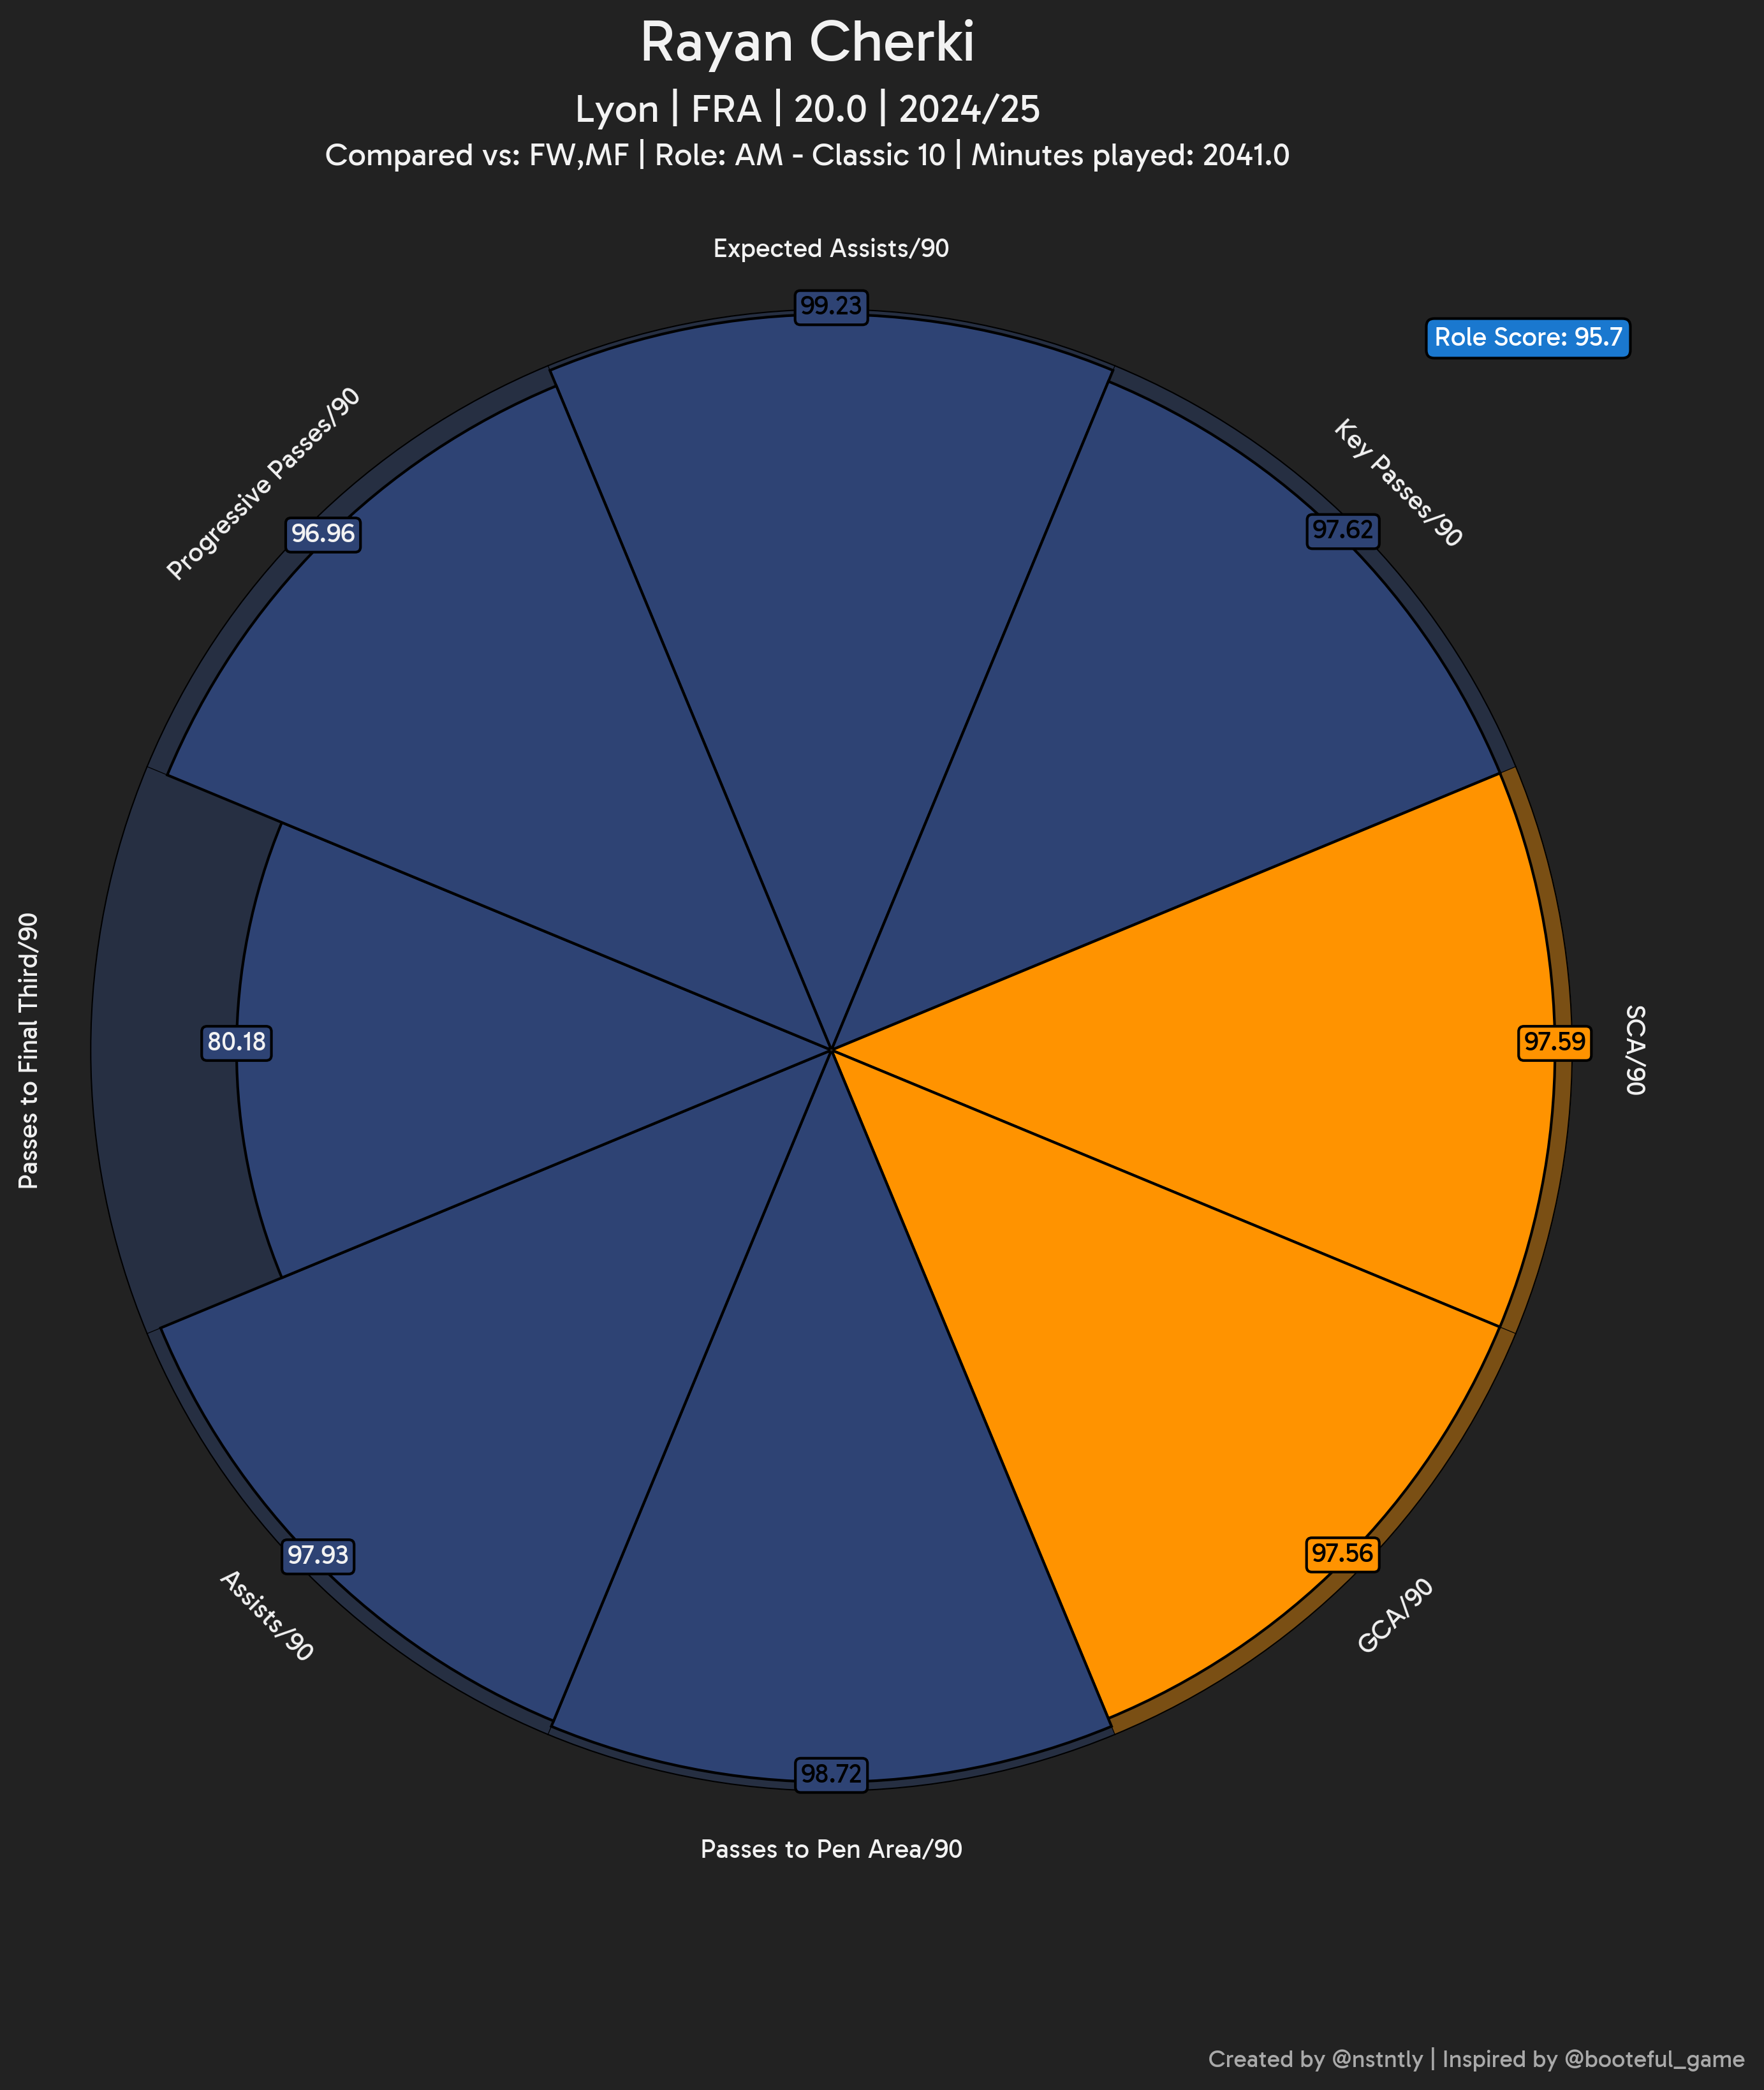 Rayan Cherki
Lyon | FRA | 20.0 | 2024/25
Compared vs: FW,MF | Role: AM - Classic 10 | Minutes played: 2041.0
Expected Assists/90
99.23
Role Score: 95.7
Key Passes/90
97.62
Progressive Passes/90
96.96
SCA/90
97.59
Passes to Final Third/90
80.18
GCA/90
97.56
Assists/90
97.93
98.72
Passes to Pen Area/90
Created by @nstntly | Inspired by @booteful_game